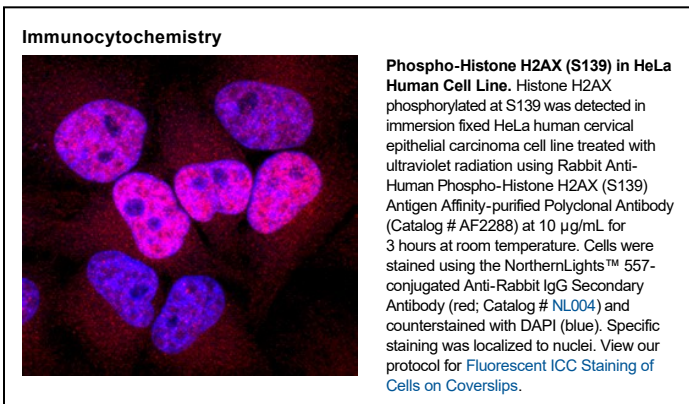 Immunocytochemistry
Phospho-Histone H2AX (S139) in HeLa
Human Cell Line. Histone H2AX
phosphorylated at S139 was detected in
immersion fixed HeLa human cervical
epithelial carcinoma cell line treated with
ultraviolet radiation using Rabbit Anti-
Human Phospho-Histone H2AX (S139)
Antigen Affinity-purified Polyclonal Antibody
(Catalog # AF2288) at 10 µg/mL for
3 hours at room temperature. Cells were
stained using the NorthernLights™ 557-
conjugated Anti-Rabbit IgG Secondary
Antibody (red; Catalog # NL004) and
counterstained with DAPI (blue). Specific
staining was localized to nuclei. View our
protocol for Fluorescent ICC Staining of
Cells on Coverslips.